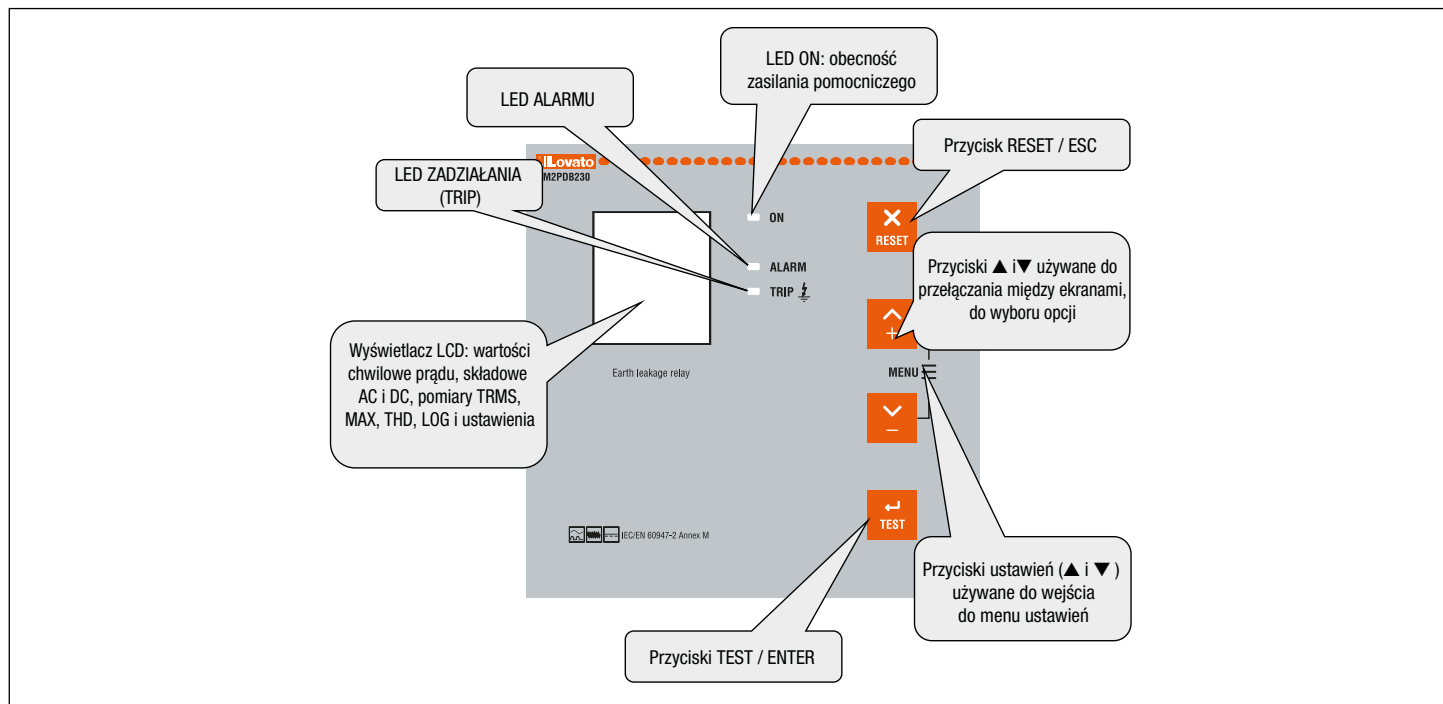 LED ON: obecność
zasilania pomocniczego
LED ALARMU
Przycisk RESET / ESC
LED ZADZIAŁANIA
(TRIP)
Lovato
M2PDB230
ON
ALARM
TRIP
RESET
Przyciski ▲ i▼ używane do
przełączania między ekranami,
do wyboru opcji
+
Wyświetlacz LCD: wartości
chwilowe prądu, składowe
AC i DC, pomiary TRMS,
MAX, THD, LOG i ustawienia
Earth leakage relay
MENU
–
TEST
IEC/EN 60947-2 Annex M
Przyciski ustawień (▲ i ▼ )
używane do wejścia
do menu ustawień
Przyciski TEST / ENTER